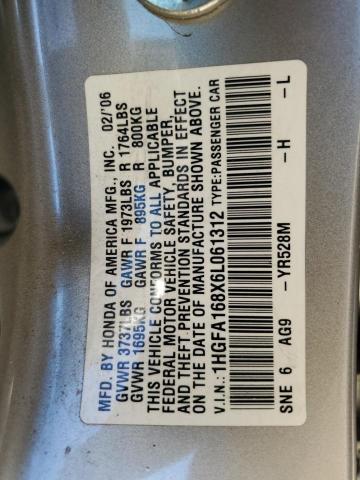 MFD. BY HONDA OF AMERICA MFG., INC. 02/'06
GVWR 3737LBS GAWR F 1973LBS R 1764LBS
GVWR 1695KG GAWR F 895KG R 800KG
THIS VEHICLE CONFORMS TO ALL APPLICABLE
FEDERAL MOTOR VEHICLE SAFETY, BUMPER,
AND THEFT PREVENTION STANDARDS IN EFFECT
ON THE DATE OF MANUFACTURE SHOWN ABOVE.
V.I.N.: 1HGFA168X6L061312 TYPE:PASSENGER CAR
SNE 6 AG9 -YR528M -H -L